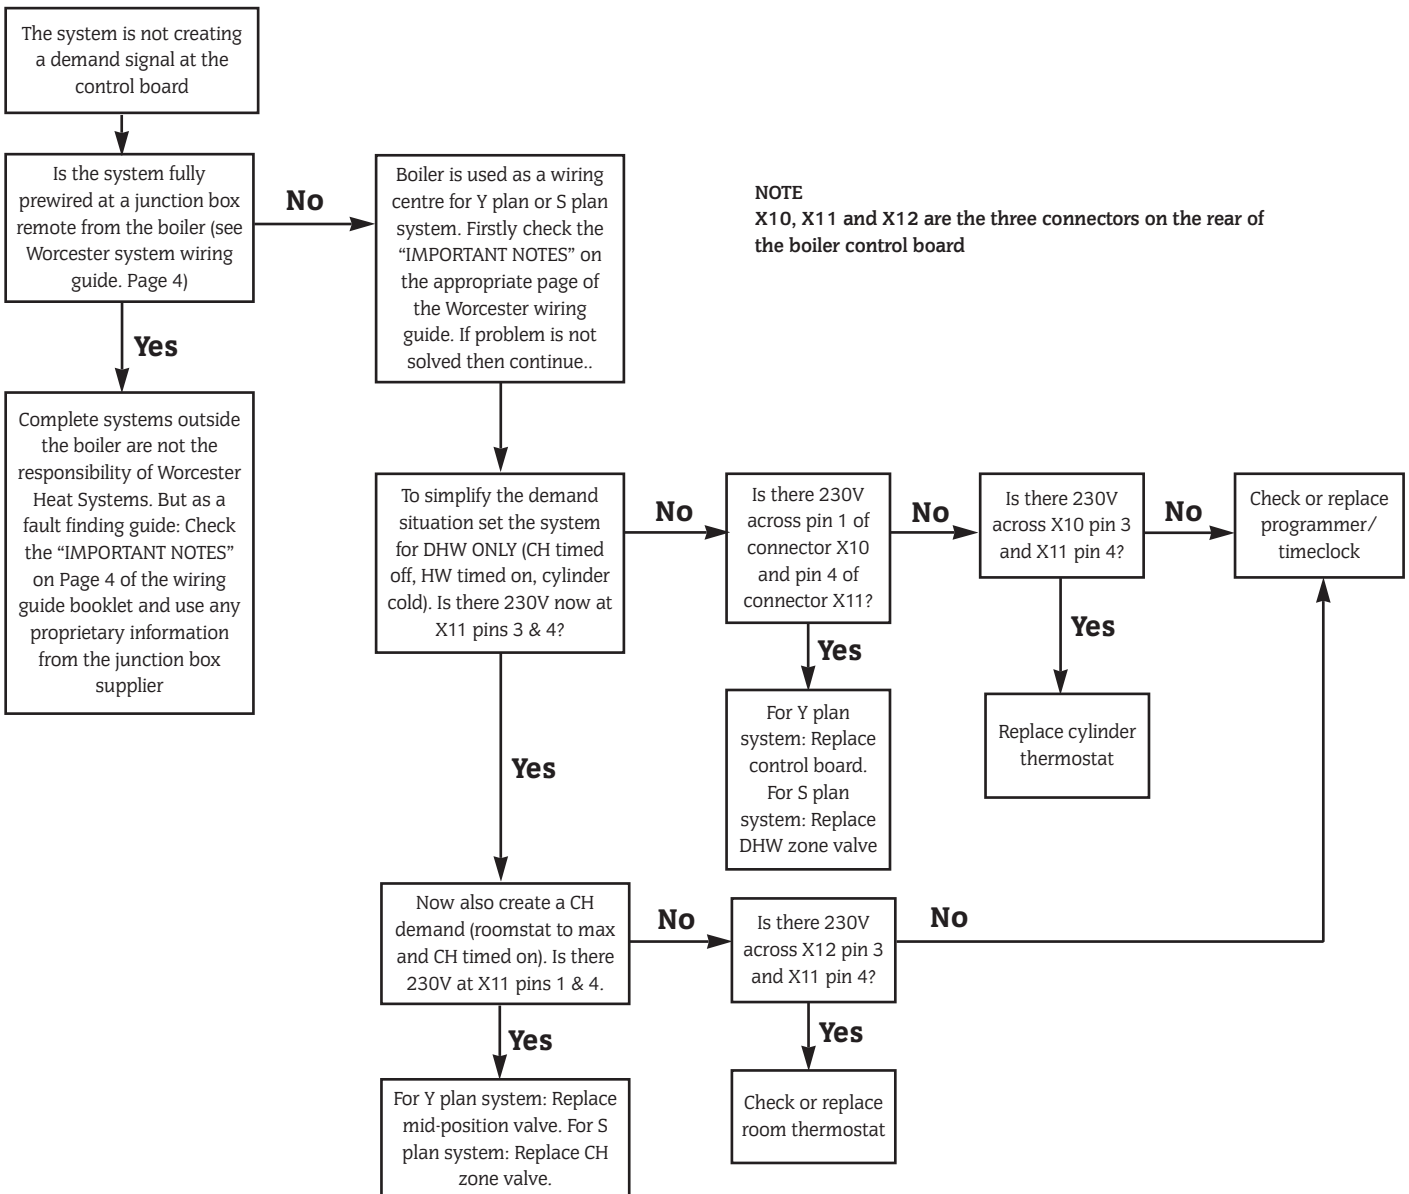 The system is not creating
a demand signal at the
control board
Is the system fully
prewired at a junction box
remote from the boiler (see
Worcester system wiring
guide. Page 4)
No
Boiler is used as a wiring
centre for Y plan or S plan
system. Firstly check the
“IMPORTANT NOTES” on
the appropriate page of
the Worcester wiring
guide. If problem is not
solved then continue..
NOTE
X10, X11 and X12 are the three connectors on the rear of
the boiler control board
Yes
Complete systems outside
the boiler are not the
responsibility of Worcester
Heat Systems. But as a
fault finding guide: Check
the “IMPORTANT NOTES”
on Page 4 of the wiring
guide booklet and use any
proprietary information
from the junction box
supplier
To simplify the demand
situation set the system
for DHW ONLY (CH timed
off, HW timed on, cylinder
cold). Is there 230V now at
X11 pins 3 & 4?
No
Is there 230V
across pin 1 of
connector X10
and pin 4 of
connector X11?
No
Is there 230V
across X10 pin 3
and X11 pin 4?
No
Check or replace
programmer/
timeclock
Yes
For Y plan
system: Replace
control board.
For S plan
system: Replace
DHW zone valve
Yes
Replace cylinder
thermostat
Yes
Now also create a CH
demand (roomstat to max
and CH timed on). Is there
230V at X11 pins 1 & 4.
No
Is there 230V
across X12 pin 3
and X11 pin 4?
No
Yes
For Y plan system: Replace
mid-position valve. For S
plan system: Replace CH
zone valve.
Yes
Check or replace
room thermostat